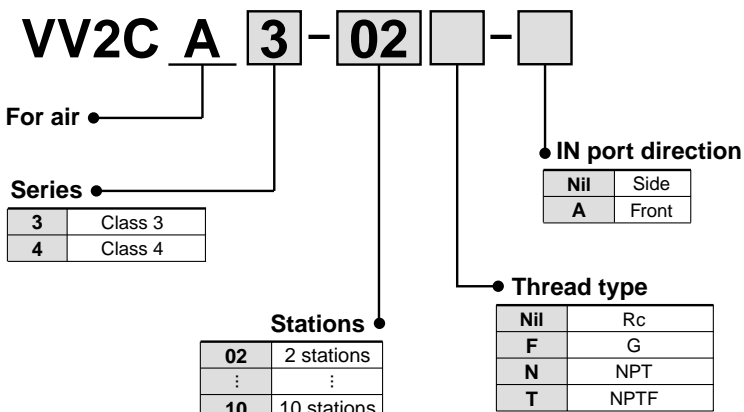 VV2C A 3 - 02 -
For air
IN port direction
Nil Side
A Front
Series
3 Class 3
4 Class 4
Thread type
Nil Rc
F G
N NPT
T NPTF
Stations
02 2 stations
⋮ ⋮
10 10 stations